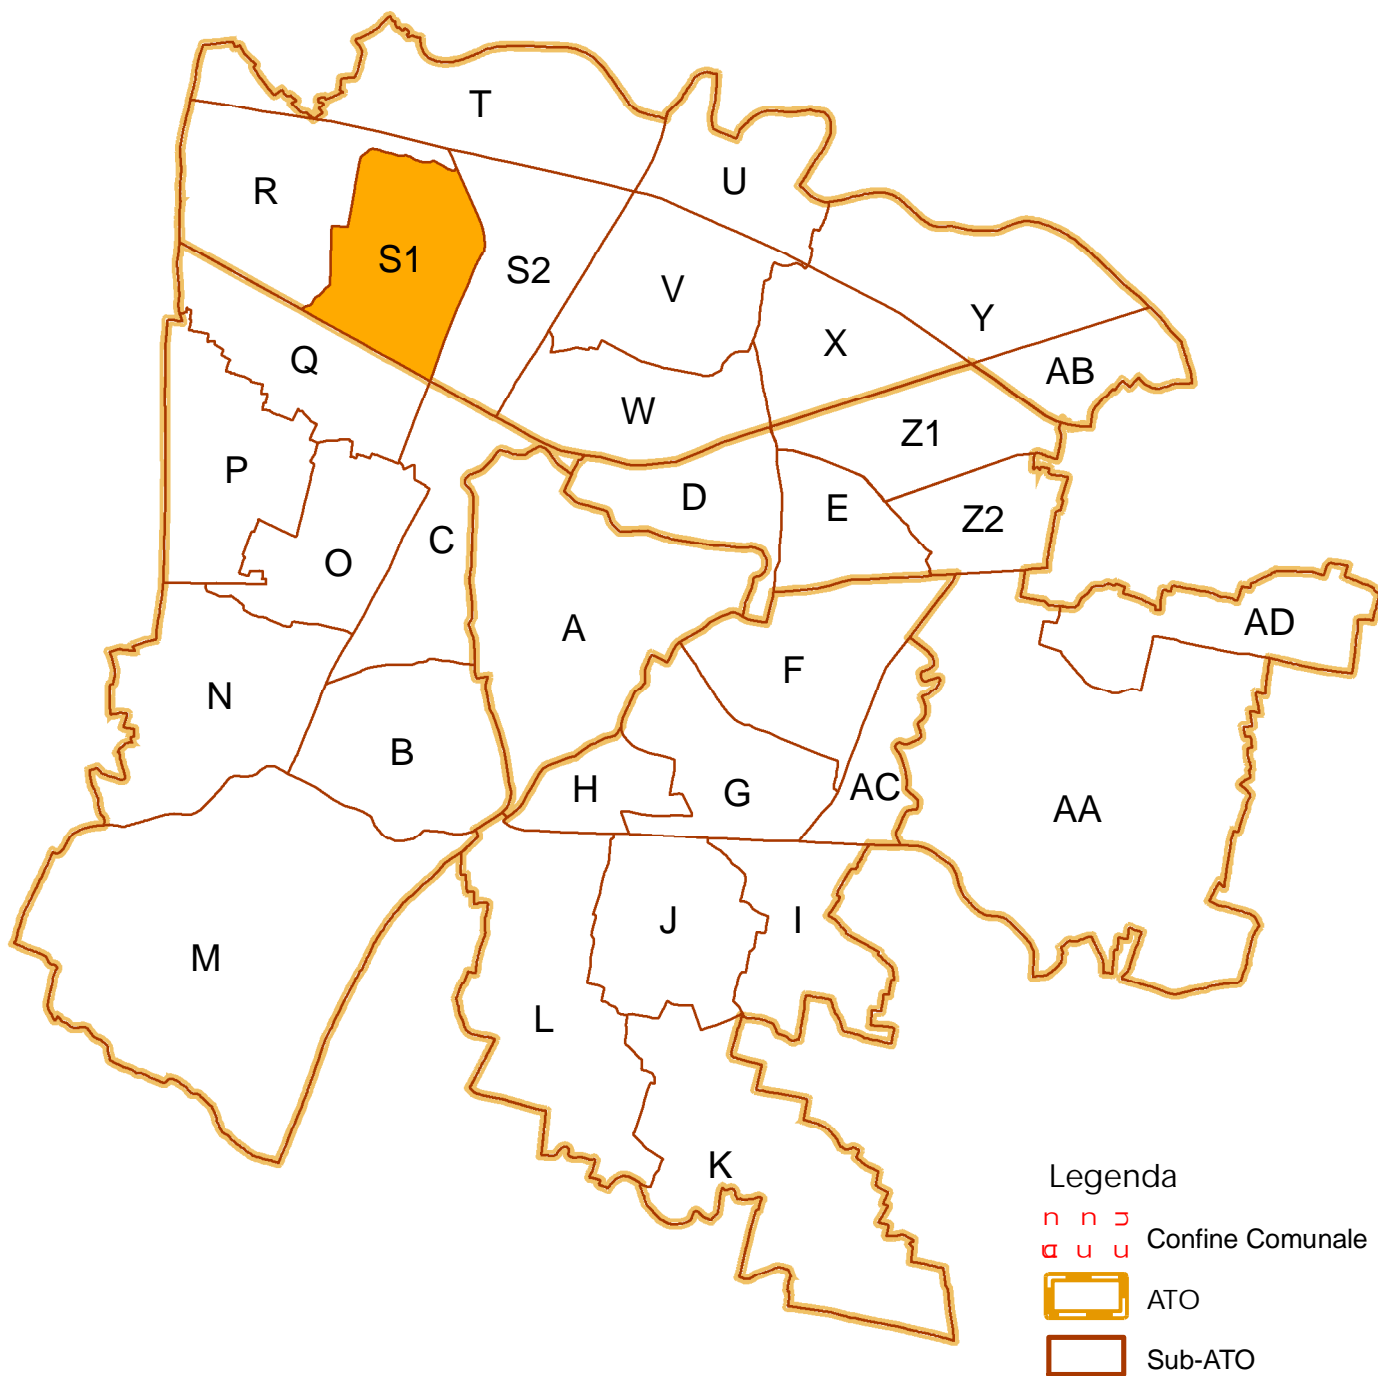 T
U
R
S1
S2
V
Y
X
Q
AB
W
Z1
P
D
E
Z2
C
O
A
AD
F
N
B
H
G
AC
AA
J
I
M
L
K
Legenda
n n u
u u u
Confine Comunale
ATO
Sub-ATO